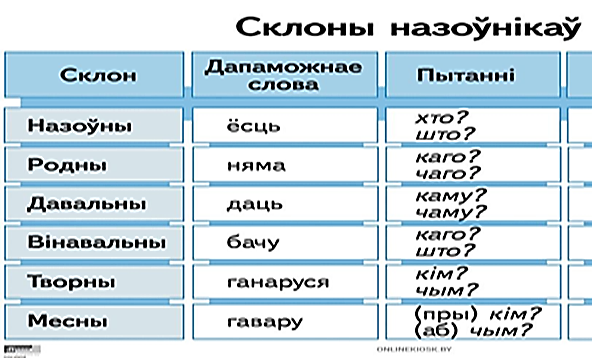 Склоны назоўнікаў
Склон
Дапаможнае
слова
Пытанні
Назоўны
ёсць
хто?
што?
Родны
няма
каго?
чаго?
Давальны
даць
каму?
чаму?
Вінавальны
бачу
каго?
што?
Творны
ганаруся
кім?
чым?
Месны
гавару
(пры) кім?
(аб) чым?
ONLINEKIOSK.BY